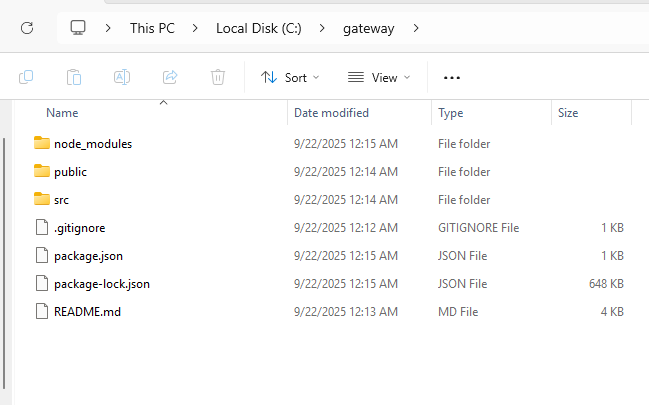 This PC > Local Disk (C:) > gateway >
Sort View ...
Name Date modified Type Size
node_modules 9/22/2025 12:15 AM File folder
public 9/22/2025 12:14 AM File folder
src 9/22/2025 12:14 AM File folder
.gitignore 9/22/2025 12:12 AM GITIGNORE File 1 KB
package.json 9/22/2025 12:15 AM JSON File 1 KB
package-lock.json 9/22/2025 12:15 AM JSON File 648 KB
README.md 9/22/2025 12:13 AM MD File 4 KB